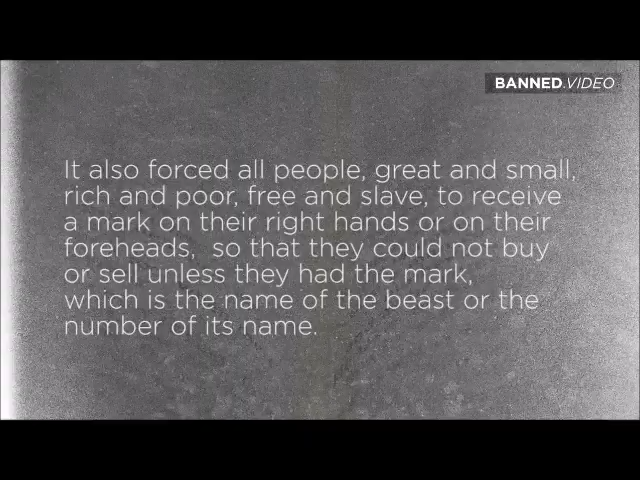 BANNED.VIDEO
It also forced all people, great and small,
rich and poor, free and slave, to receive
a mark on their right hands or on their
foreheads,  so that they could not buy
or sell unless they had the mark,
which is the name of the beast or the
number of its name.